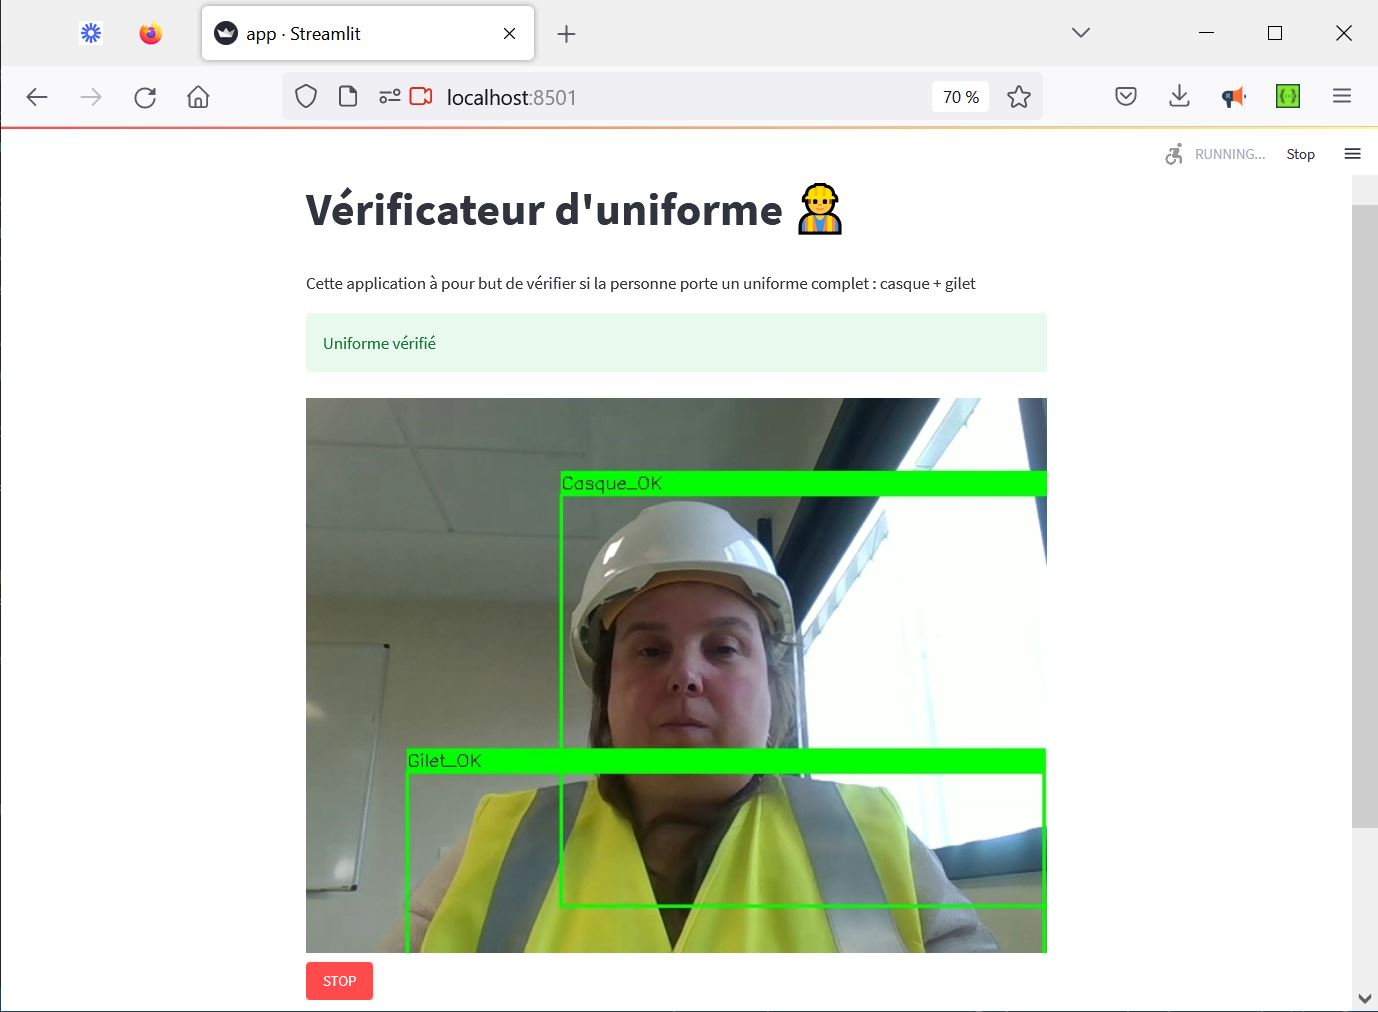 app · Streamlit
localhost:8501
70 %
RUNNING...
Stop
Vérificateur d'uniforme
Cette application à pour but de vérifier si la personne porte un uniforme complet : casque + gilet
Uniforme vérifié
Casque_OK
Gilet_OK
STOP